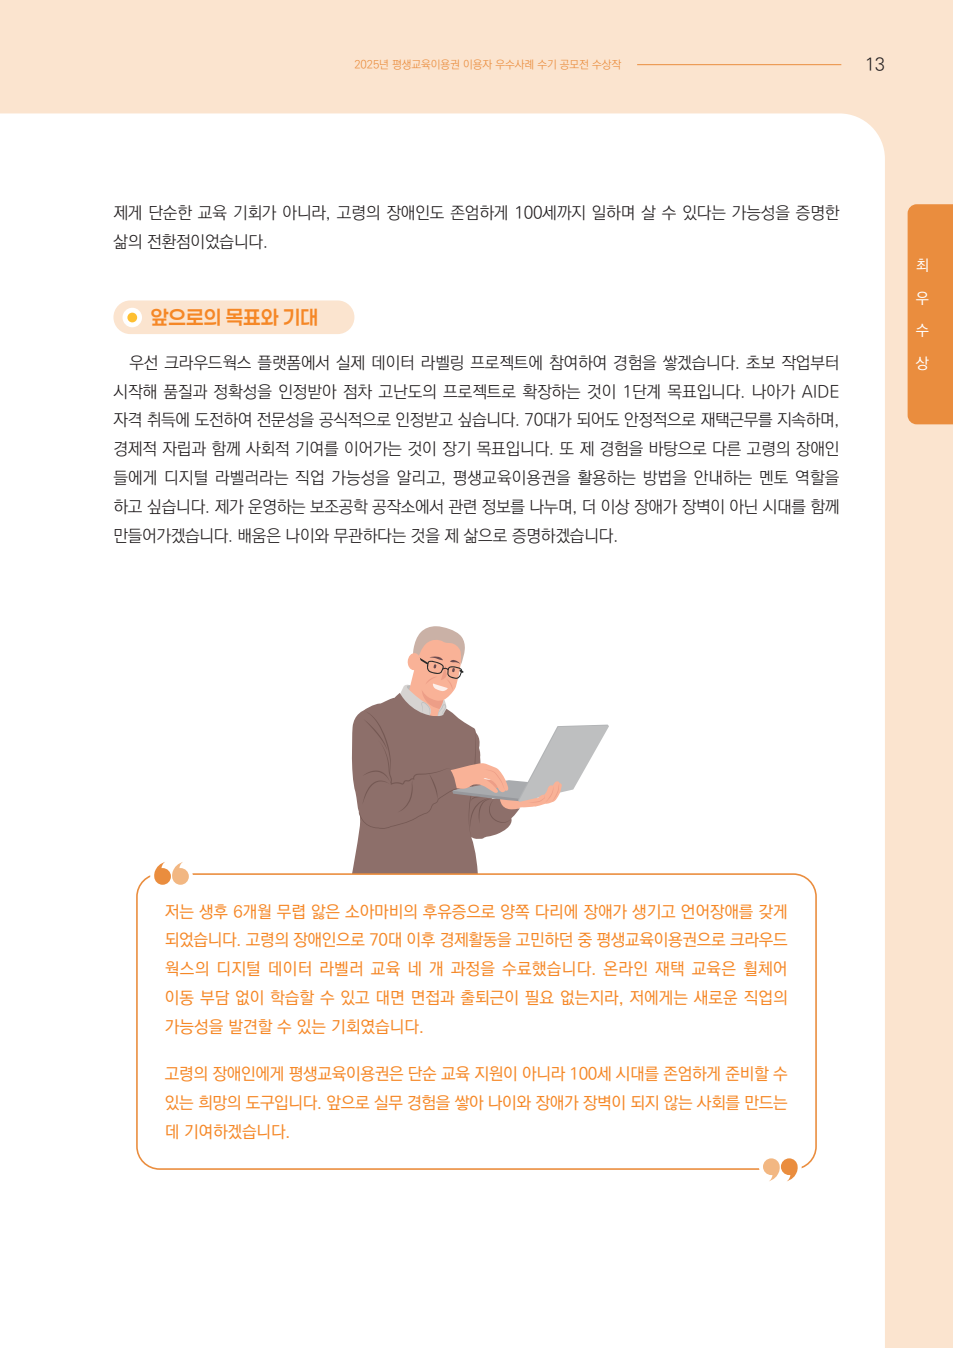 2025년 평생교육이용권 이용자 우수사례 수기 공모전 수상작
13
제게 단순한 교육 기회가 아니라, 고령의 장애인도 존엄하게 100세까지 일하며 살 수 있다는 가능성을 증명한
삶의 전환점이었습니다.
최
우
수
상
앞으로의 목표와 기대
우선 크라우드웍스 플랫폼에서 실제 데이터 라벨링 프로젝트에 참여하여 경험을 쌓겠습니다. 초보 작업부터
시작해 품질과 정확성을 인정받아 점차 고난도의 프로젝트로 확장하는 것이 1단계 목표입니다. 나아가 AIDE
자격 취득에 도전하여 전문성을 공식적으로 인정받고 싶습니다. 70대가 되어도 안정적으로 재택근무를 지속하며,
경제적 자립과 함께 사회적 기여를 이어가는 것이 장기 목표입니다. 또 제 경험을 바탕으로 다른 고령의 장애인
들에게 디지털 라벨러라는 직업 가능성을 알리고, 평생교육이용권을 활용하는 방법을 안내하는 멘토 역할을
하고 싶습니다. 제가 운영하는 보조공학 공작소에서 관련 정보를 나누며, 더 이상 장애가 장벽이 아닌 시대를 함께
만들어가겠습니다. 배움은 나이와 무관하다는 것을 제 삶으로 증명하겠습니다.
저는 생후 6개월 무렵 앓은 소아마비의 후유증으로 양쪽 다리에 장애가 생기고 언어장애를 갖게
되었습니다. 고령의 장애인으로 70대 이후 경제활동을 고민하던 중 평생교육이용권으로 크라우드
웍스의 디지털 데이터 라벨러 교육 네 개 과정을 수료했습니다. 온라인 재택 교육은 휠체어
이동 부담 없이 학습할 수 있고 대면 면접과 출퇴근이 필요 없는지라, 저에게는 새로운 직업의
가능성을 발견할 수 있는 기회였습니다.
고령의 장애인에게 평생교육이용권은 단순 교육 지원이 아니라 100세 시대를 존엄하게 준비할 수
있는 희망의 도구입니다. 앞으로 실무 경험을 쌓아 나이와 장애가 장벽이 되지 않는 사회를 만드는
데 기여하겠습니다.